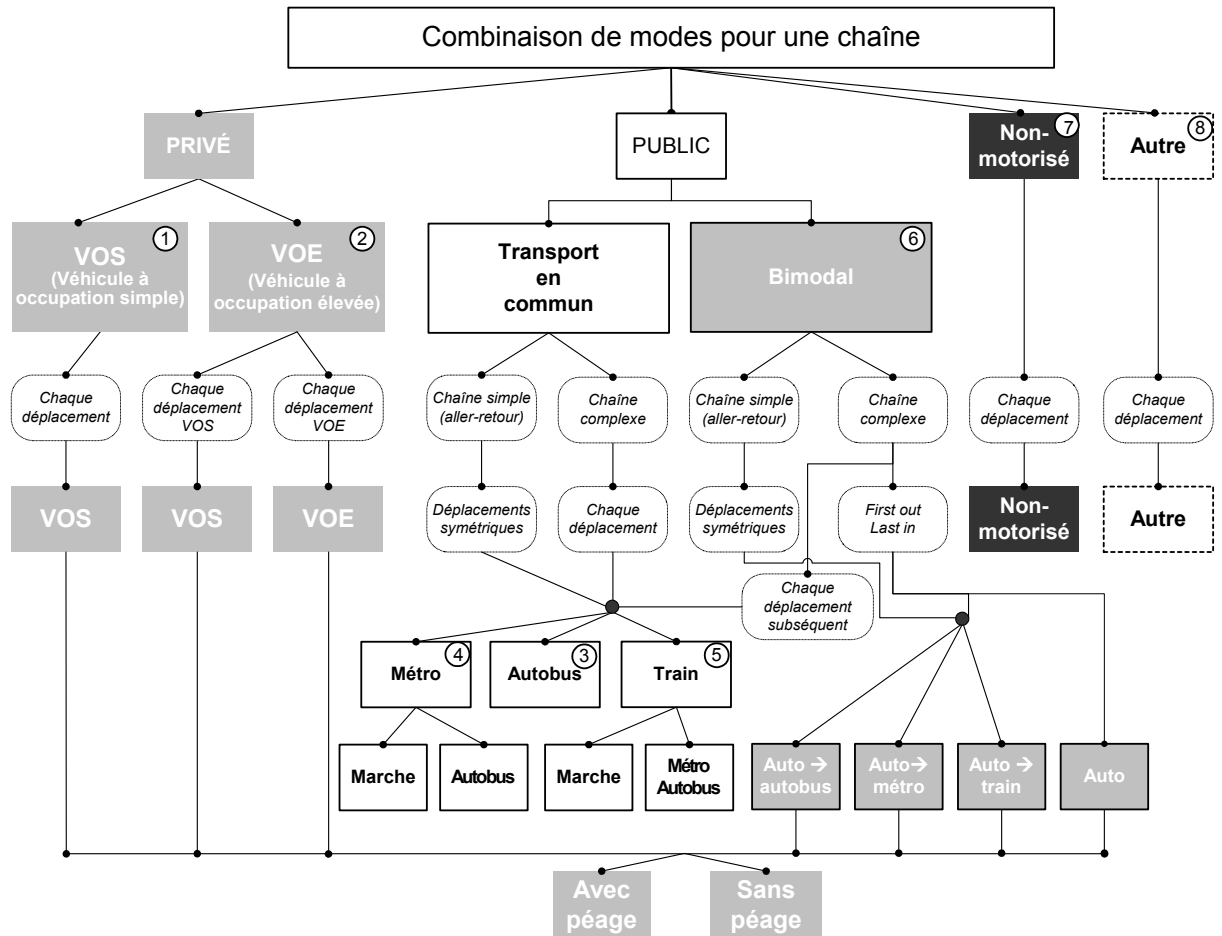 Combinaison de modes pour une chaîne
PRIVÉ
PUBLIC
Non-
motorisé
7
Autre
8
VOS
(Véhicule à
occupation simple)
1
VOE
(Véhicule à
occupation élevée)
2
Transport
en
commun
Bimodal
6
Chaque
déplacement
Chaque
déplacement
VOS
Chaque
déplacement
VOE
Chaîne simple
(aller-retour)
Chaîne
complexe
Chaîne simple
(aller-retour)
Chaîne
complexe
Chaque
déplacement
Chaque
déplacement
VOS
VOS
VOE
Déplacements
symétriques
Chaque
déplacement
Déplacements
symétriques
First out
Last in
Non-
motorisé
Autre
Chaque
déplacement
subséquent
Métro
4
Autobus
3
Train
5
Marche
Autobus
Marche
Métro
Autobus
Auto →
autobus
Auto→
métro
Auto →
train
Auto
Avec
péage
Sans
péage